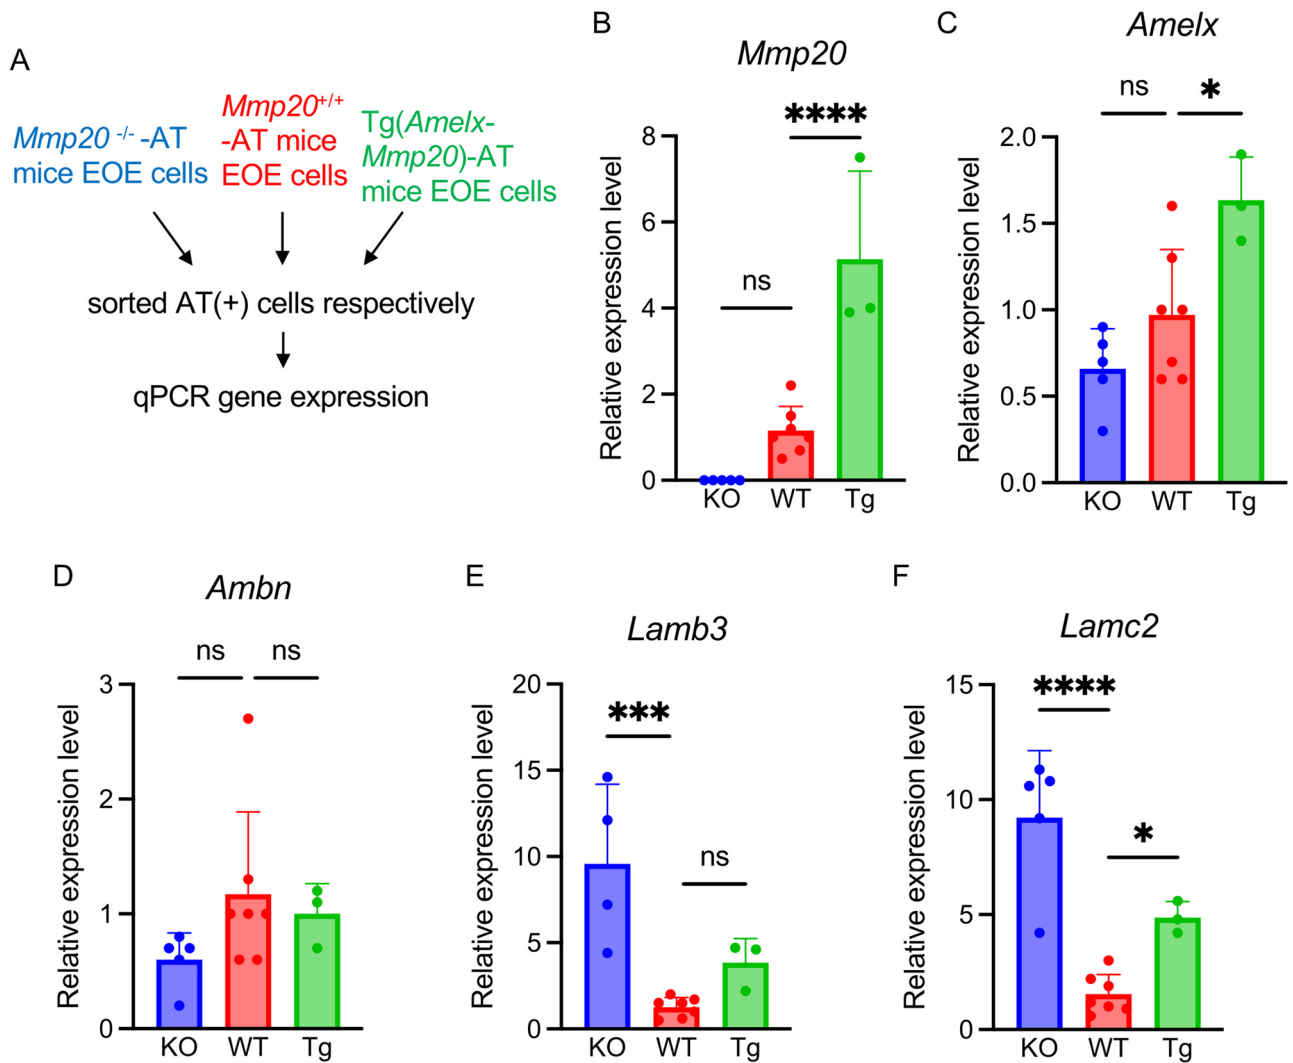 A
Mmp20 -/- -AT
mice EOE cells
Mmp20+/+
-AT mice
EOE cells
Tg(Amelx-
Mmp20)-AT
mice EOE cells
sorted AT(+) cells respectively
qPCR gene expression
B
Mmp20
****
ns
Relative expression level
8
6
4
2
0
KO WT Tg
C
Amelx
ns *
Relative expression level
2.0
1.5
1.0
0.5
0.0
KO WT Tg
D
Ambn
ns ns
Relative expression level
3
2
1
0
KO WT Tg
E
Lamb3
***
ns
Relative expression level
20
15
10
5
0
KO WT Tg
F
Lamc2
****
*
Relative expression level
15
10
5
0
KO WT Tg